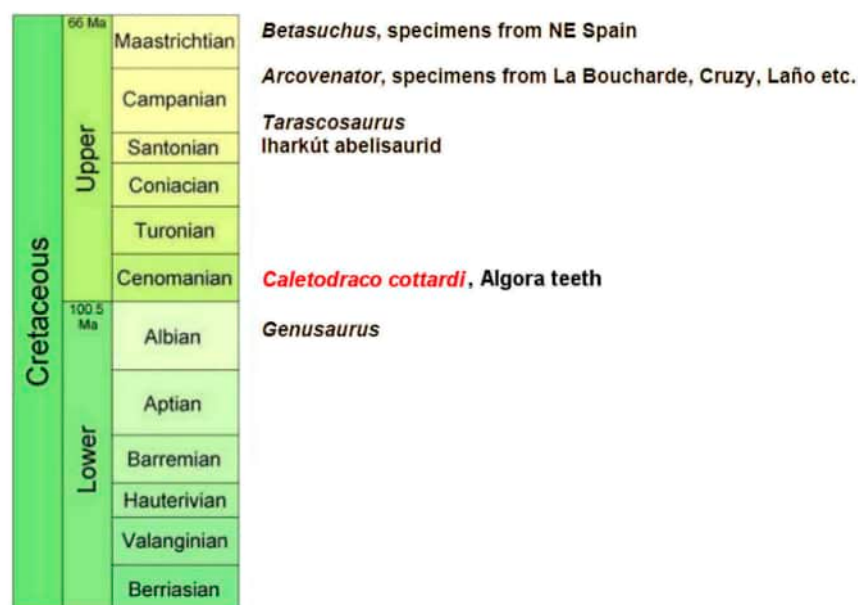 Cretaceous
Upper
Lower
66 Ma
100.5
Ma
Maastrichtian
Campanian
Santonian
Coniacian
Turonian
Cenomanian
Albian
Aptian
Barremian
Hauterivian
Valanginian
Berriasian
Betasuchus, specimens from NE Spain
Arcovenator, specimens from La Boucharde, Cruzy, Laño etc.
Tarascosaurus
Iharkút abelisaurid
Caletodraco cottardi, Algora teeth
Genusaurus